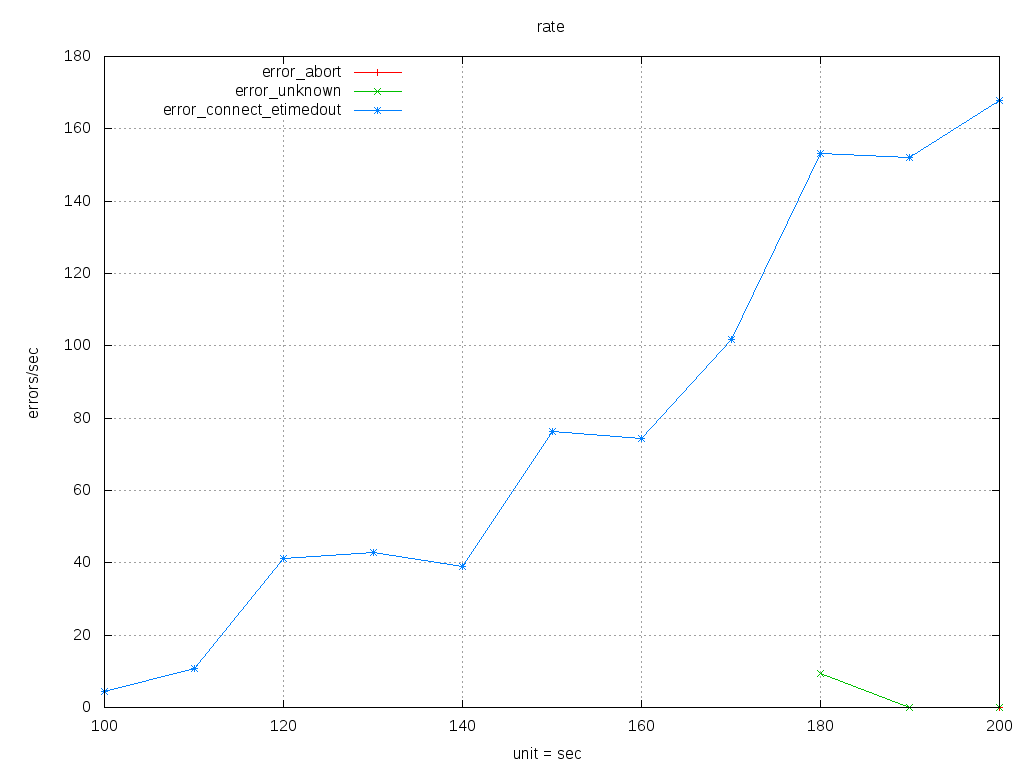 rate
180
160
140
120
100
80
60
40
20
0
errors/sec
error_abort
error_unknown
error_connect_etimedout
100 120 140 160 180 200
unit = sec